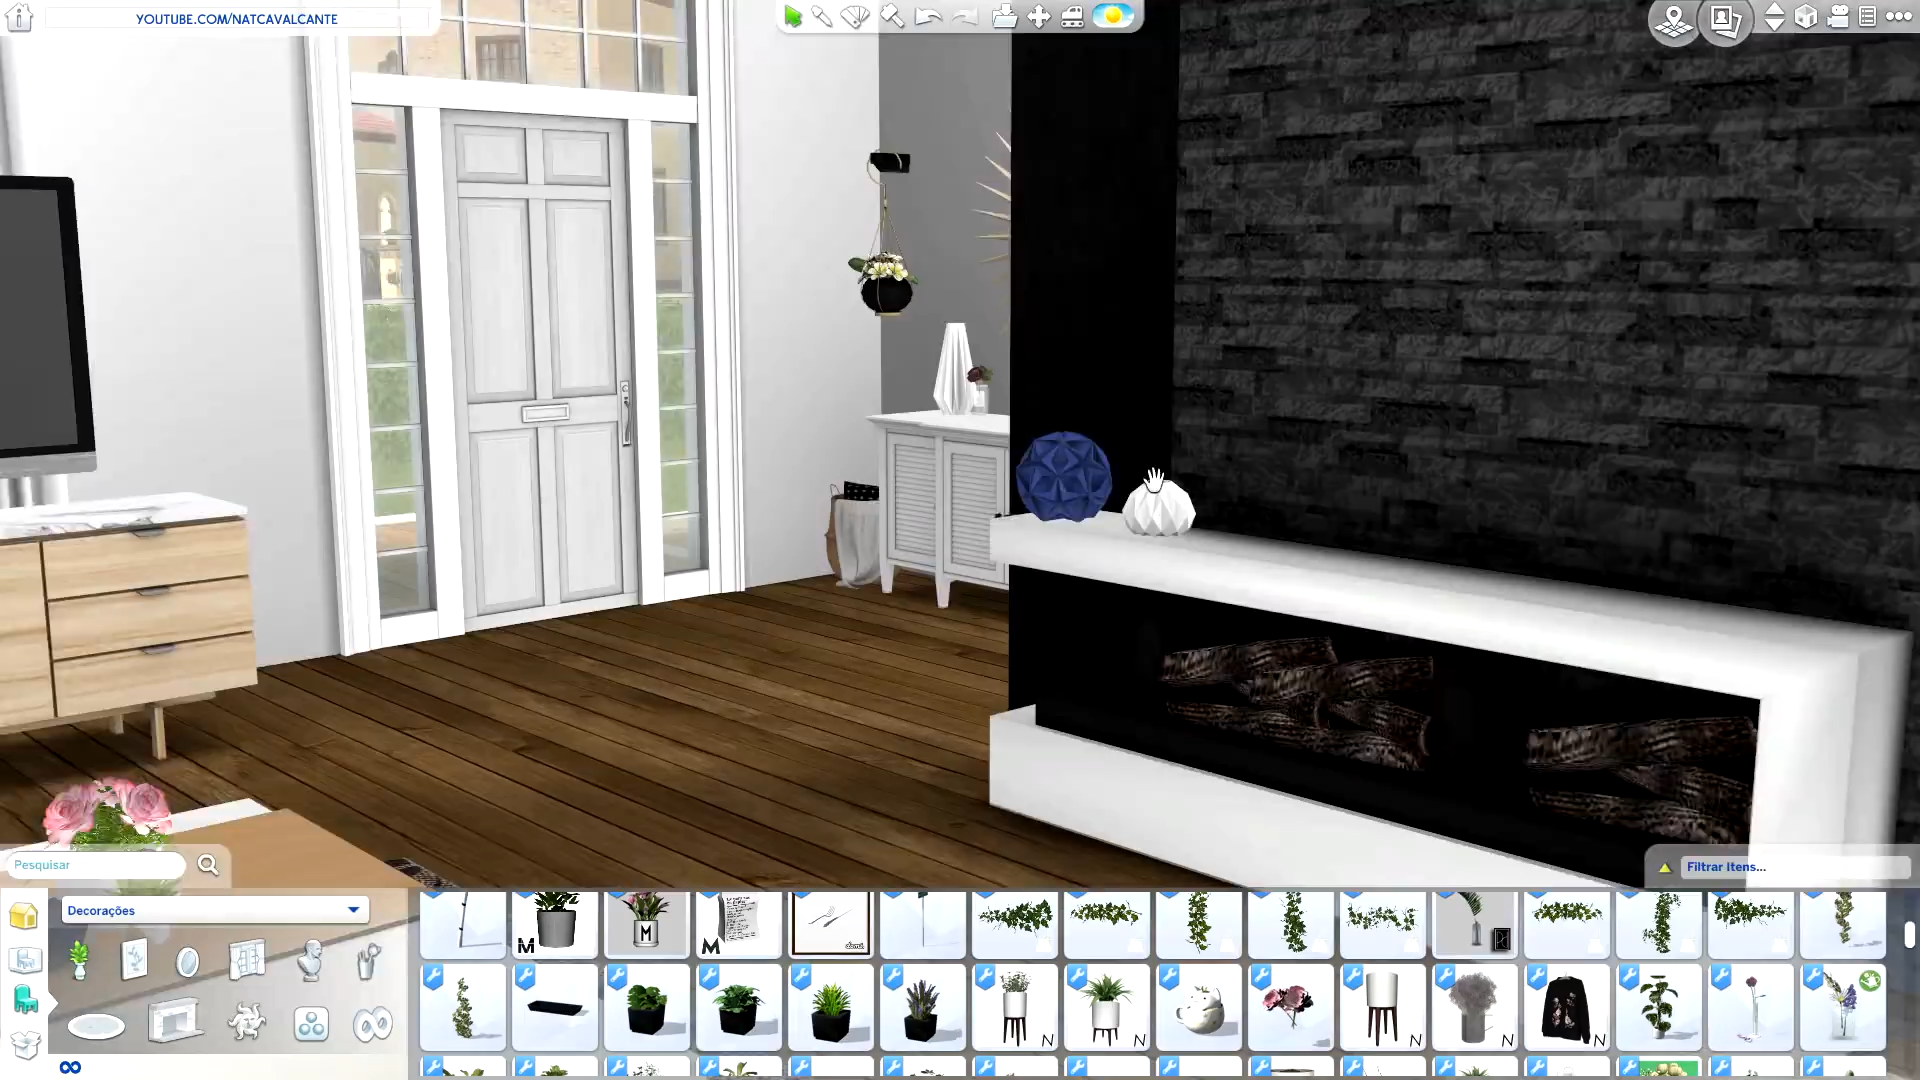 YOUTUBE.COM/NATCAVALCANTE
Pesquisar
Filtrar Itens...
Decorações
M
M
M
N
N
N
N
N